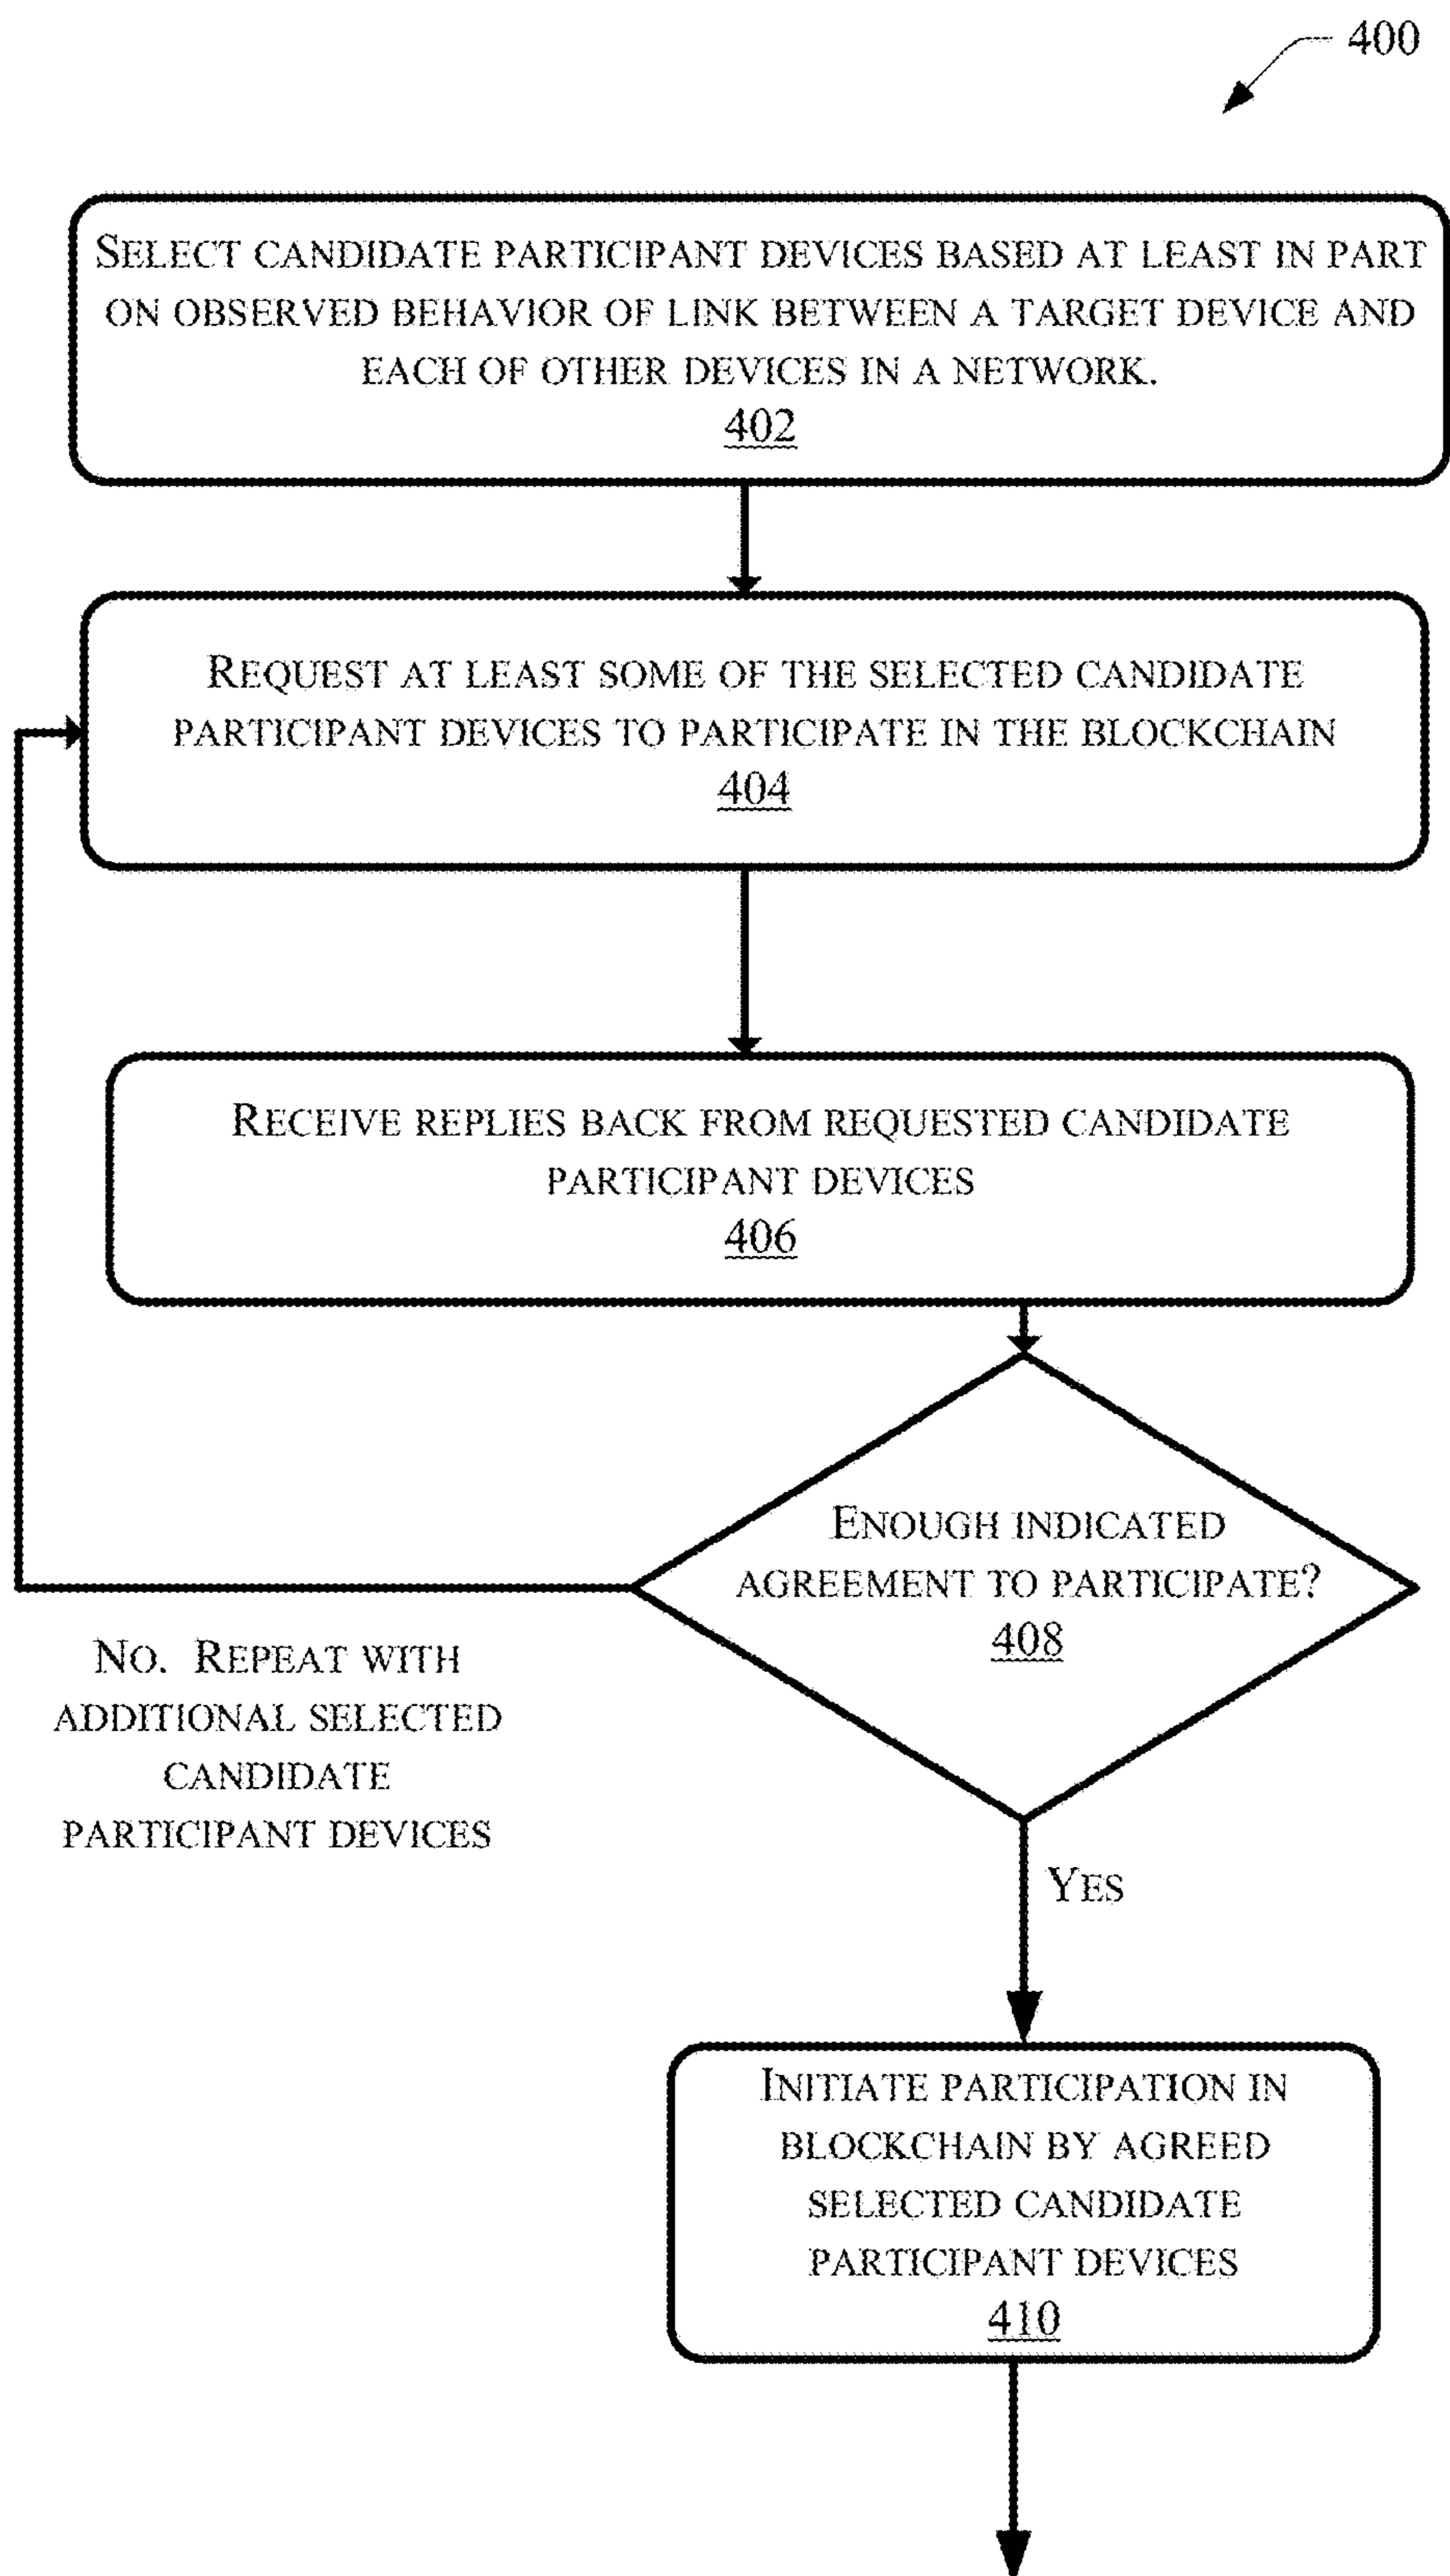 400
SELECT CANDIDATE PARTICIPANT DEVICES BASED AT LEAST IN PART
ON OBSERVED BEHAVIOR OF LINK BETWEEN A TARGET DEVICE AND
EACH OF OTHER DEVICES IN A NETWORK.
402
REQUEST AT LEAST SOME OF THE SELECTED CANDIDATE
PARTICIPANT DEVICES TO PARTICIPATE IN THE BLOCKCHAIN
404
RECEIVE REPLIES BACK FROM REQUESTED CANDIDATE
PARTICIPANT DEVICES
406
ENOUGH INDICATED
AGREEMENT TO PARTICIPATE?
408
NO. REPEAT WITH
ADDITIONAL SELECTED
CANDIDATE
PARTICIPANT DEVICES
YES
INITIATE PARTICIPATION IN
BLOCKCHAIN BY AGREED
SELECTED CANDIDATE
PARTICIPANT DEVICES
410